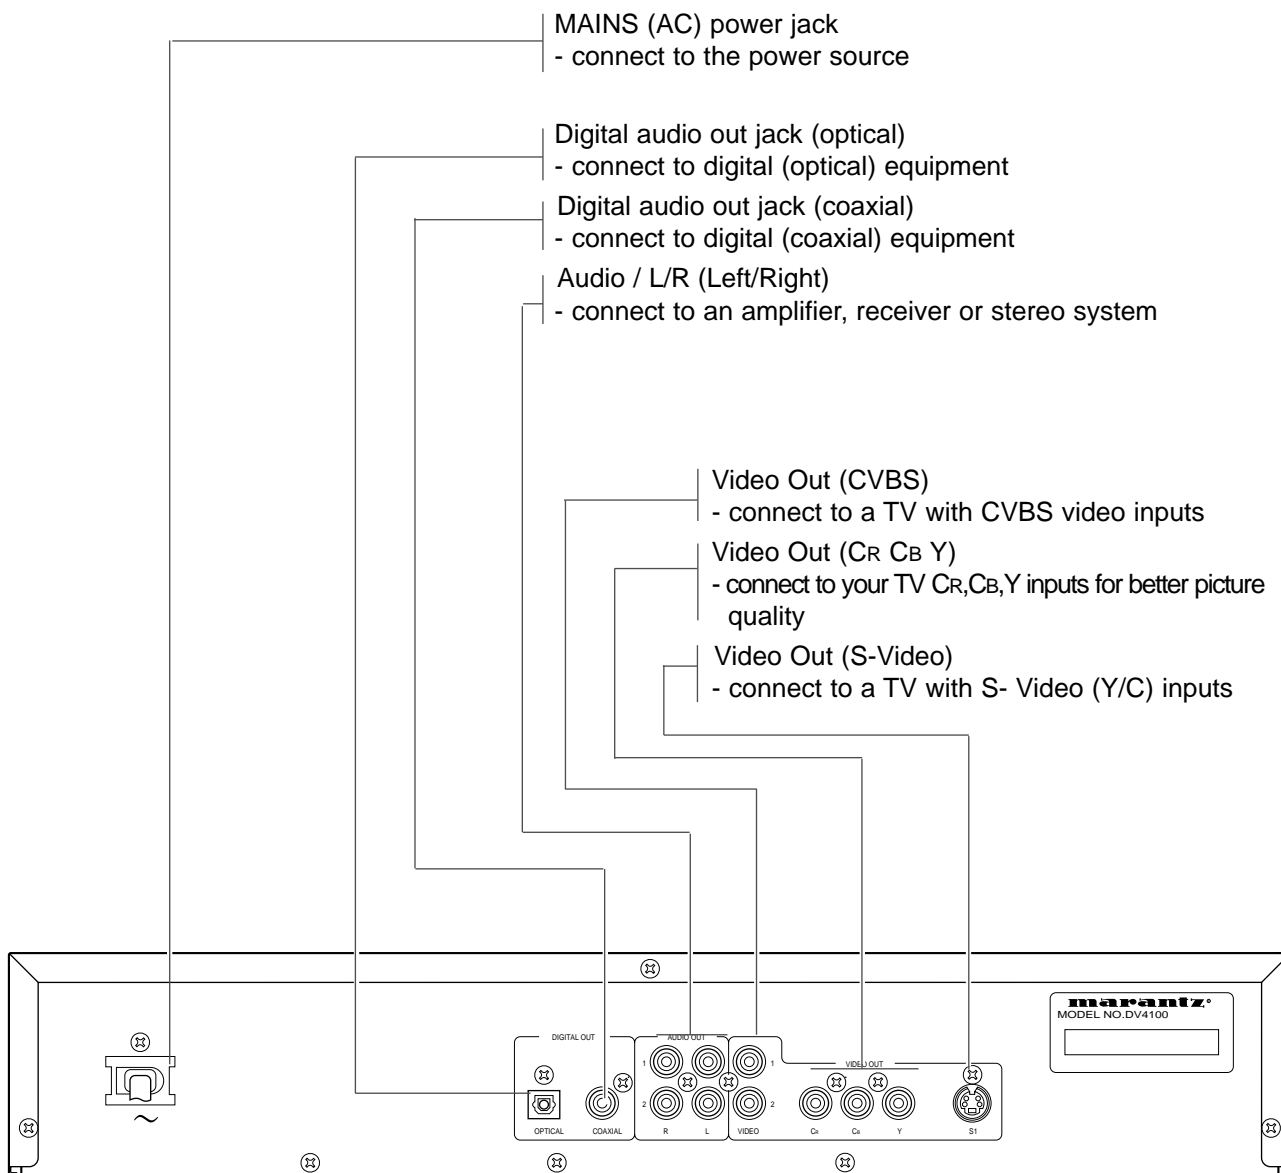 MAINS (AC) power jack
- connect to the power source
Digital audio out jack (optical)
- connect to digital (optical) equipment
Digital audio out jack (coaxial)
- connect to digital (coaxial) equipment
Audio / L/R (Left/Right)
- connect to an amplifier, receiver or stereo system
Video Out (CVBS)
- connect to a TV with CVBS video inputs
Video Out (CR CB Y)
- connect to your TV CR,CB,Y inputs for better picture
quality
Video Out (S-Video)
- connect to a TV with S- Video (Y/C) inputs
marantz
MODEL NO.DV4100
DIGITAL OUT
AUDIO OUT
VIDEO OUT
1
1
2
2
~
OPTICAL
COAXIAL
R
L
VIDEO
CR
CB
Y
S1